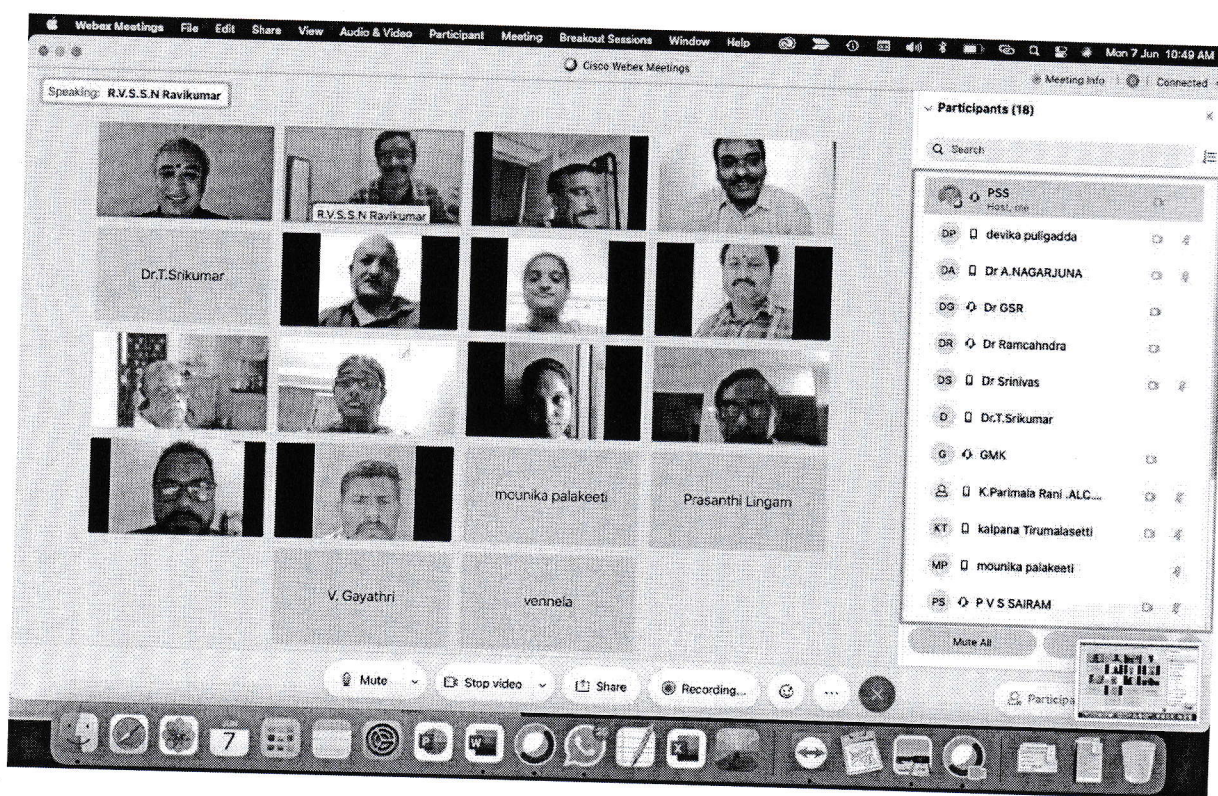 Webex Meetings File Edit Share View Audio & Video Participant Meeting Breakout Sessions Window Help Mon 7 Jun 10:49 AM
Cisco Webex Meetings
Meeting Info Connected
Speaking: R.V.S.S.N Ravikumar
R.V.S.S.N Ravikumar
Dr.T.Srikumar
mounika palakeeti
Prasanthi Lingam
V. Gayathri
vennela
Participants (18)
Search
PSS
Host, me
DP devika puligadda
DA Dr A.NAGARJUNA
DG Dr GSR
DR Dr Ramcahndra
DS Dr Srinivas
D Dr.T.Srikumar
G GMK
K.Parimala Rani .ALC....
KT kalpana Tirumalasetti
MP mounika palakeeti
PS P V S SAIRAM
Mute All
Mute Stop video Share Recording... Participa
7